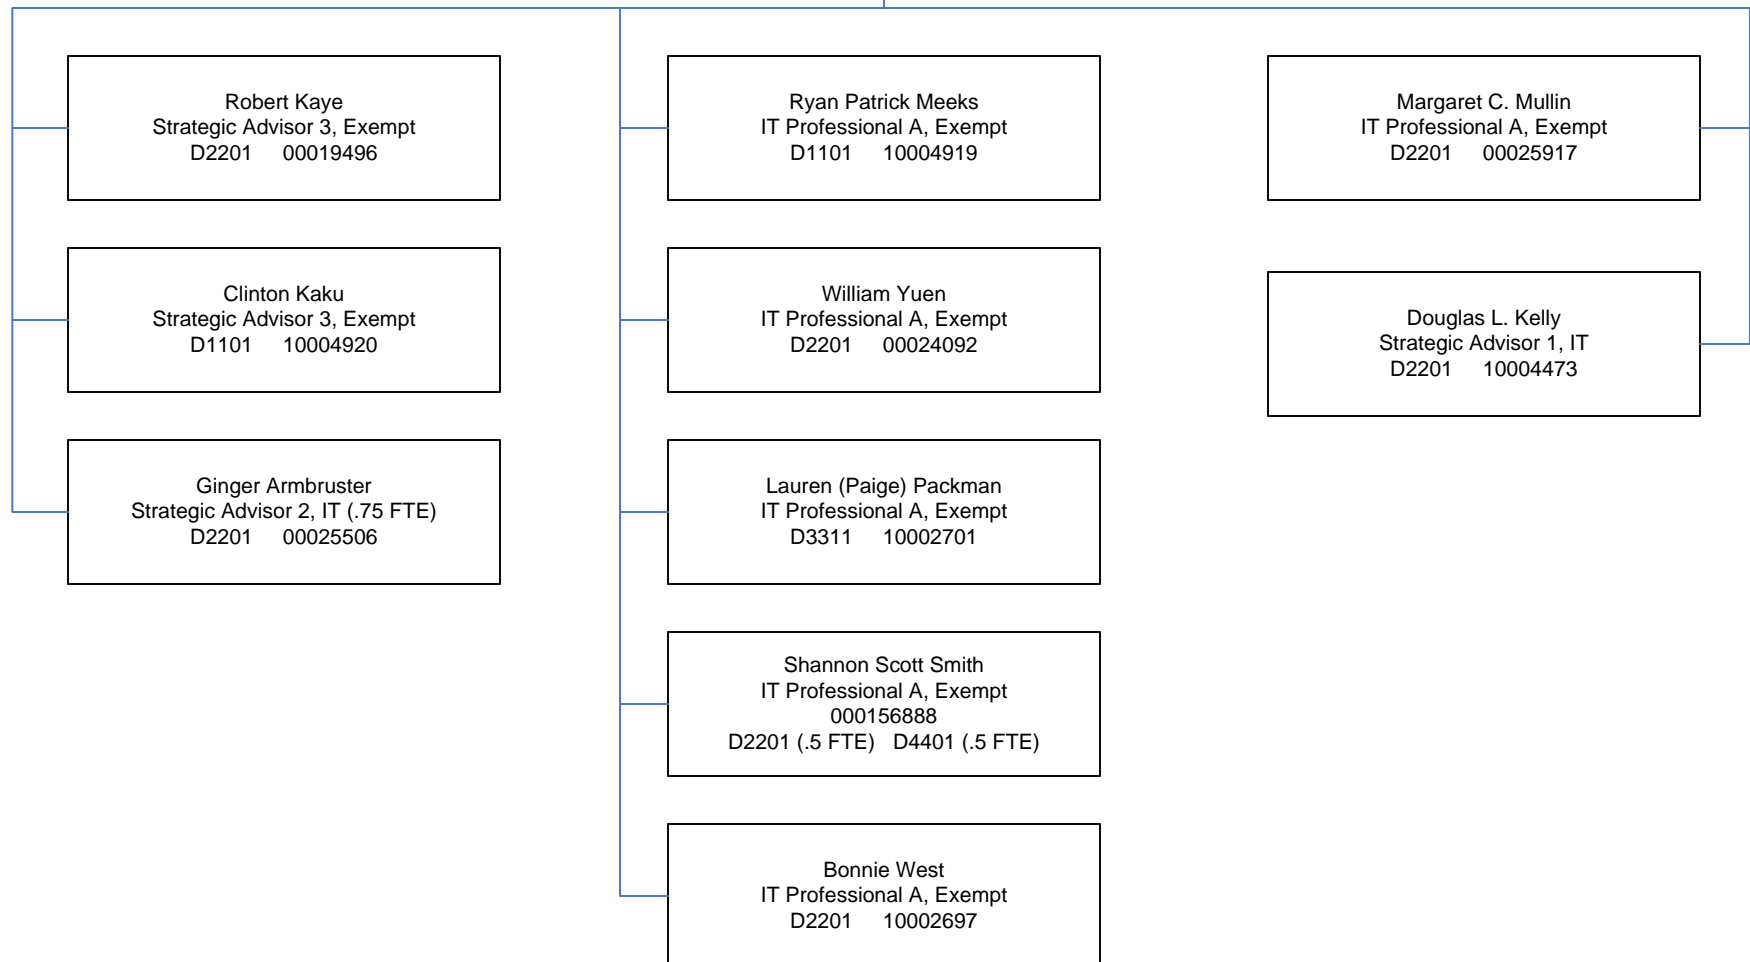 Robert Kaye
Strategic Advisor 3, Exempt
D2201 00019496
Clinton Kaku
Strategic Advisor 3, Exempt
D1101 10004920
Ginger Armbruster
Strategic Advisor 2, IT (.75 FTE)
D2201 00025506
Ryan Patrick Meeks
IT Professional A, Exempt
D1101 10004919
William Yuen
IT Professional A, Exempt
D2201 00024092
Lauren (Paige) Packman
IT Professional A, Exempt
D3311 10002701
Shannon Scott Smith
IT Professional A, Exempt
000156888
D2201 (.5 FTE) D4401 (.5 FTE)
Bonnie West
IT Professional A, Exempt
D2201 10002697
Margaret C. Mullin
IT Professional A, Exempt
D2201 00025917
Douglas L. Kelly
Strategic Advisor 1, IT
D2201 10004473